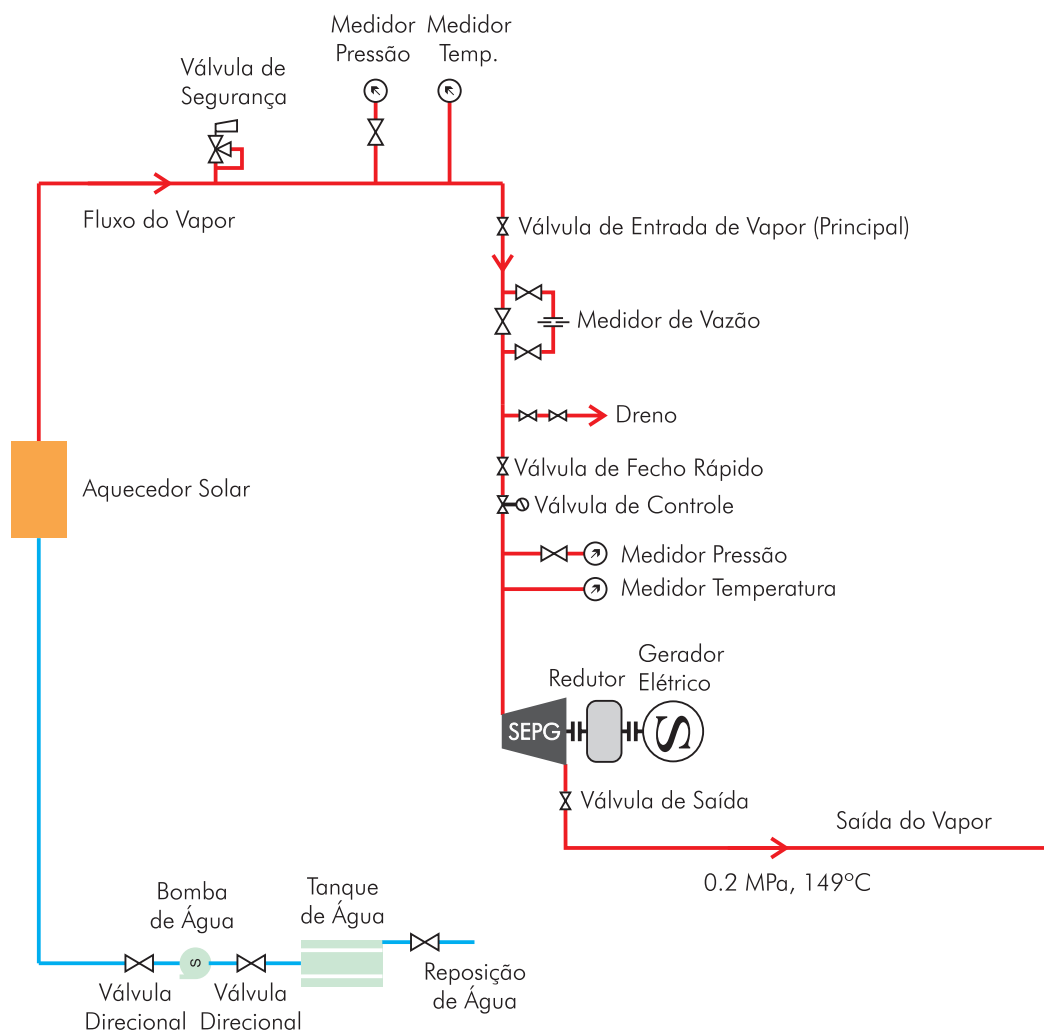 Medidor
Pressão
Medidor
Temp.
Válvula de
Segurança
Fluxo do Vapor
Válvula de Entrada de Vapor (Principal)
Medidor de Vazão
Dreno
Válvula de Fecho Rápido
Válvula de Controle
Aquecedor Solar
Medidor Pressão
Medidor Temperatura
Gerador
Elétrico
Redutor
SEPG
S
Válvula de Saída
Saída do Vapor
0.2 MPa, 149ºC
Bomba
de Água
Tanque
de Água
S
Reposição
de Água
Válvula
Direcional
Válvula
Direcional